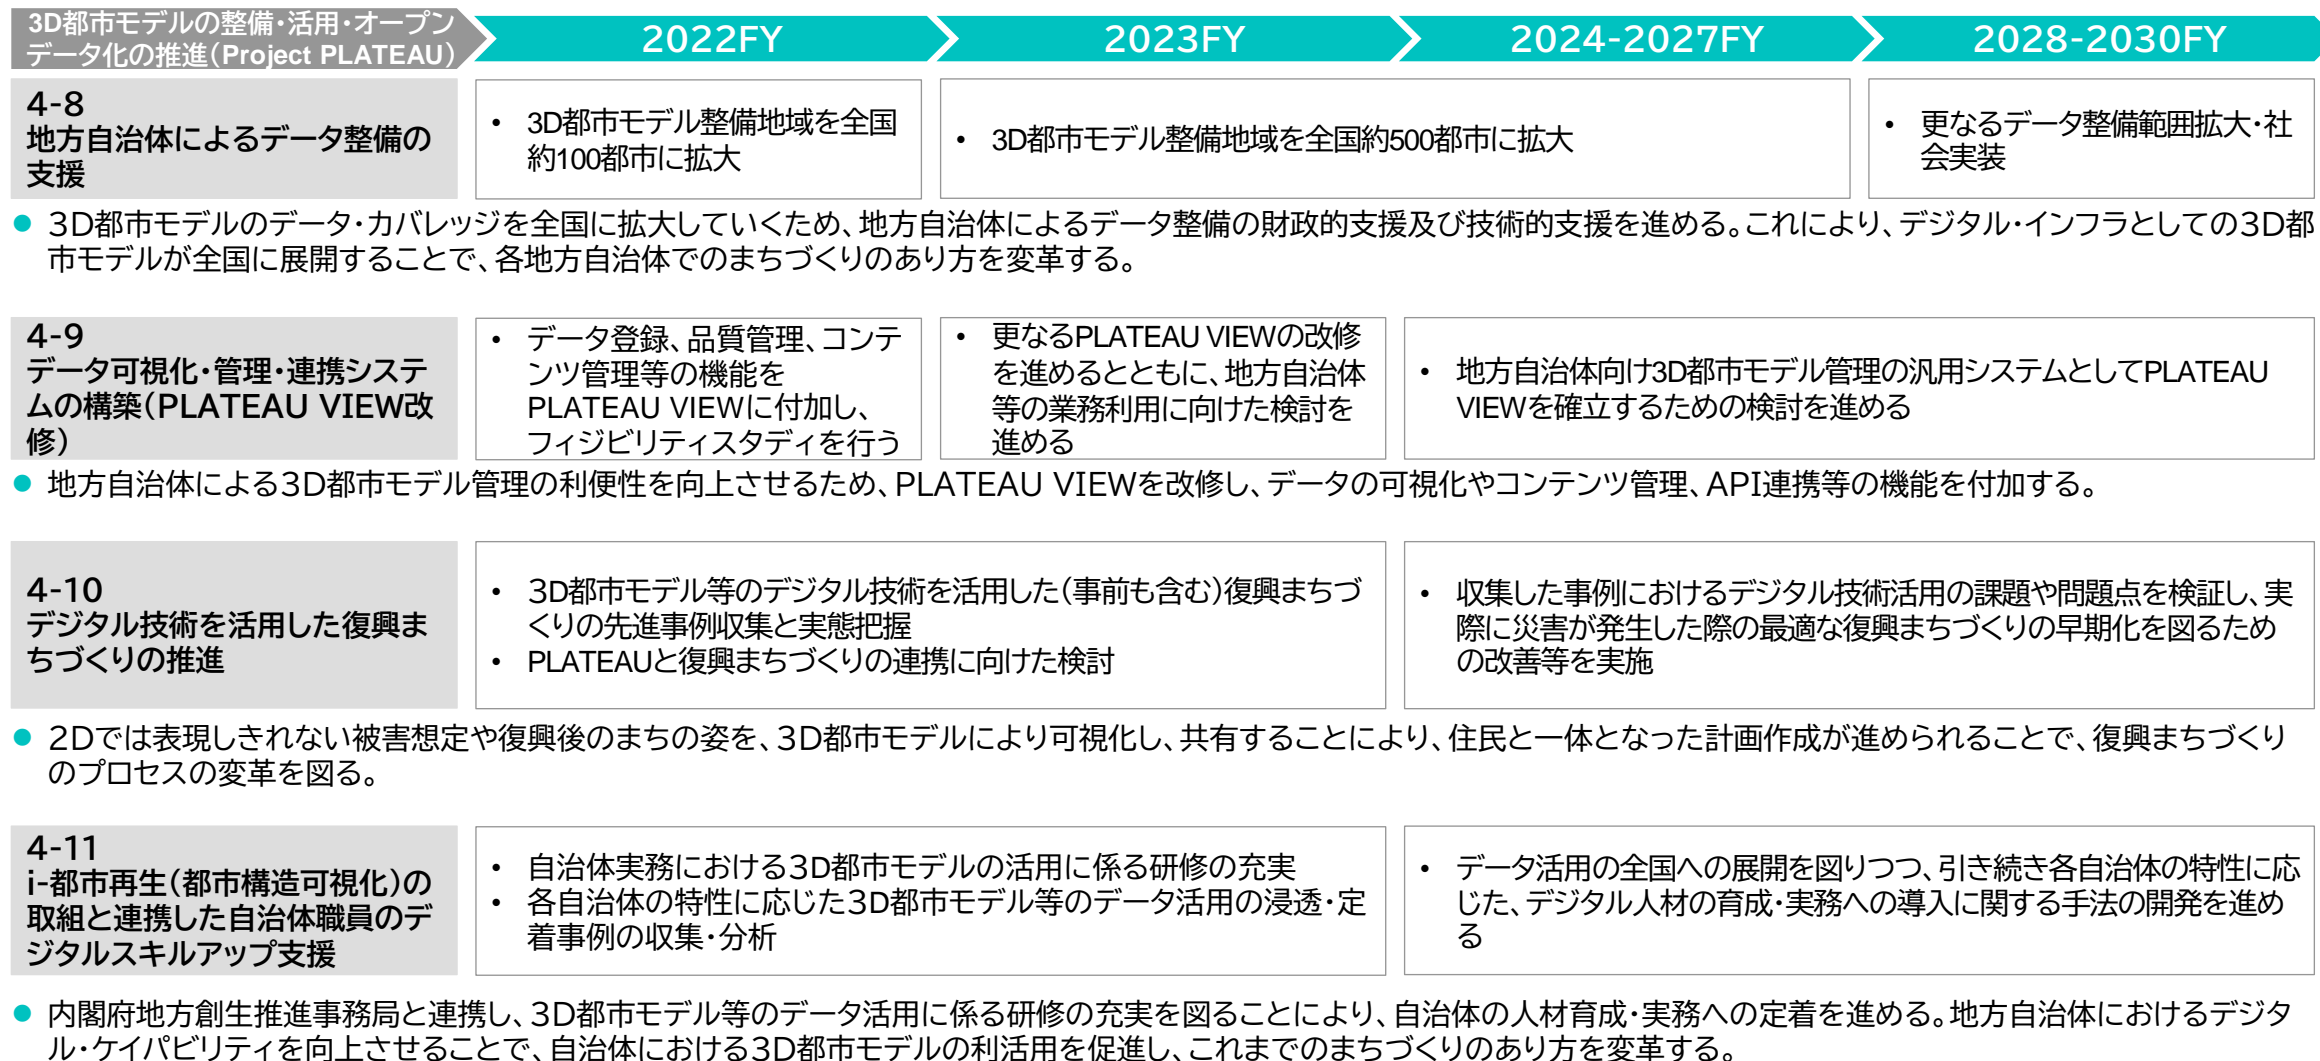 3D都市モデルの整備・活用・オープン
データ化の推進(Project PLATEAU)
2022FY
2023FY
2024-2027FY
2028-2030FY
4-8
地方自治体によるデータ整備の
支援
• 3D都市モデル整備地域を全国
約100都市に拡大
• 3D都市モデル整備地域を全国約500都市に拡大
• 更なるデータ整備範囲拡大・社
会実装
● 3D都市モデルのデータ・カバレッジを全国に拡大していくため、地方自治体によるデータ整備の財政的支援及び技術的支援を進める。これにより、デジタル・インフラとしての3D都
市モデルが全国に展開することで、各地方自治体でのまちづくりのあり方を変革する。
4-9
データ可視化・管理・連携システ
ムの構築(PLATEAU VIEW改
修)
• データ登録、品質管理、コンテ
ンツ管理等の機能を
PLATEAU VIEWに付加し、
フィジビリティスタディを行う
• 更なるPLATEAU VIEWの改修
を進めるとともに、地方自治体
等の業務利用に向けた検討を
進める
• 地方自治体向け3D都市モデル管理の汎用システムとしてPLATEAU
VIEWを確立するための検討を進める
● 地方自治体による3D都市モデル管理の利便性を向上させるため、PLATEAU VIEWを改修し、データの可視化やコンテンツ管理、API連携等の機能を付加する。
4-10
デジタル技術を活用した復興ま
ちづくりの推進
• 3D都市モデル等のデジタル技術を活用した(事前も含む)復興まちづ
くりの先進事例収集と実態把握
• PLATEAUと復興まちづくりの連携に向けた検討
• 収集した事例におけるデジタル技術活用の課題や問題点を検証し、実
際に災害が発生した際の最適な復興まちづくりの早期化を図るため
の改善等を実施
● 2Dでは表現しきれない被害想定や復興後のまちの姿を、3D都市モデルにより可視化し、共有することにより、住民と一体となった計画作成が進められることで、復興まちづくり
のプロセスの変革を図る。
4-11
i-都市再生(都市構造可視化)の
取組と連携した自治体職員のデ
ジタルスキルアップ支援
• 自治体実務における3D都市モデルの活用に係る研修の充実
• 各自治体の特性に応じた3D都市モデル等のデータ活用の浸透・定
着事例の収集・分析
• データ活用の全国への展開を図りつつ、引き続き各自治体の特性に応
じた、デジタル人材の育成・実務への導入に関する手法の開発を進め
る
● 内閣府地方創生推進事務局と連携し、3D都市モデル等のデータ活用に係る研修の充実を図ることにより、自治体の人材育成・実務への定着を進める。地方自治体におけるデジタ
ル・ケイパビリティを向上させることで、自治体における3D都市モデルの利活用を促進し、これまでのまちづくりのあり方を変革する。